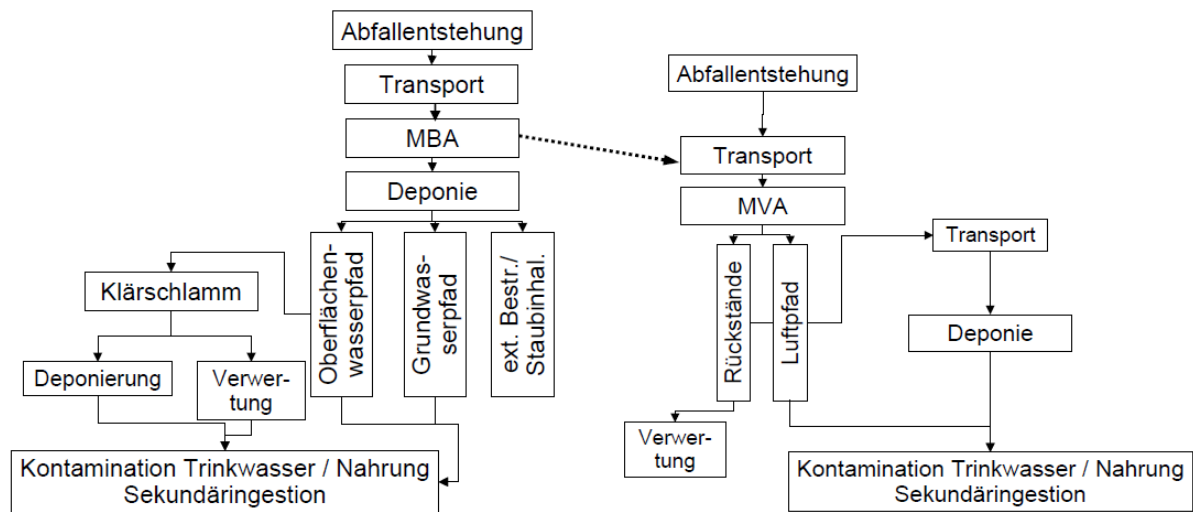 Abfallentstehung
Transport
MBA
Deponie
Oberflächen-
wasserpfad
Grundwas-
serpfad
ext. Bestr./
Staubinhal.
Klärschlamm
Deponierung
Verwer-
tung
Kontamination Trinkwasser / Nahrung
Sekundäringestion
Abfallentstehung
Transport
MVA
Rückstände
Luftpfad
Verwer-
tung
Transport
Deponie
Kontamination Trinkwasser / Nahrung
Sekundäringestion